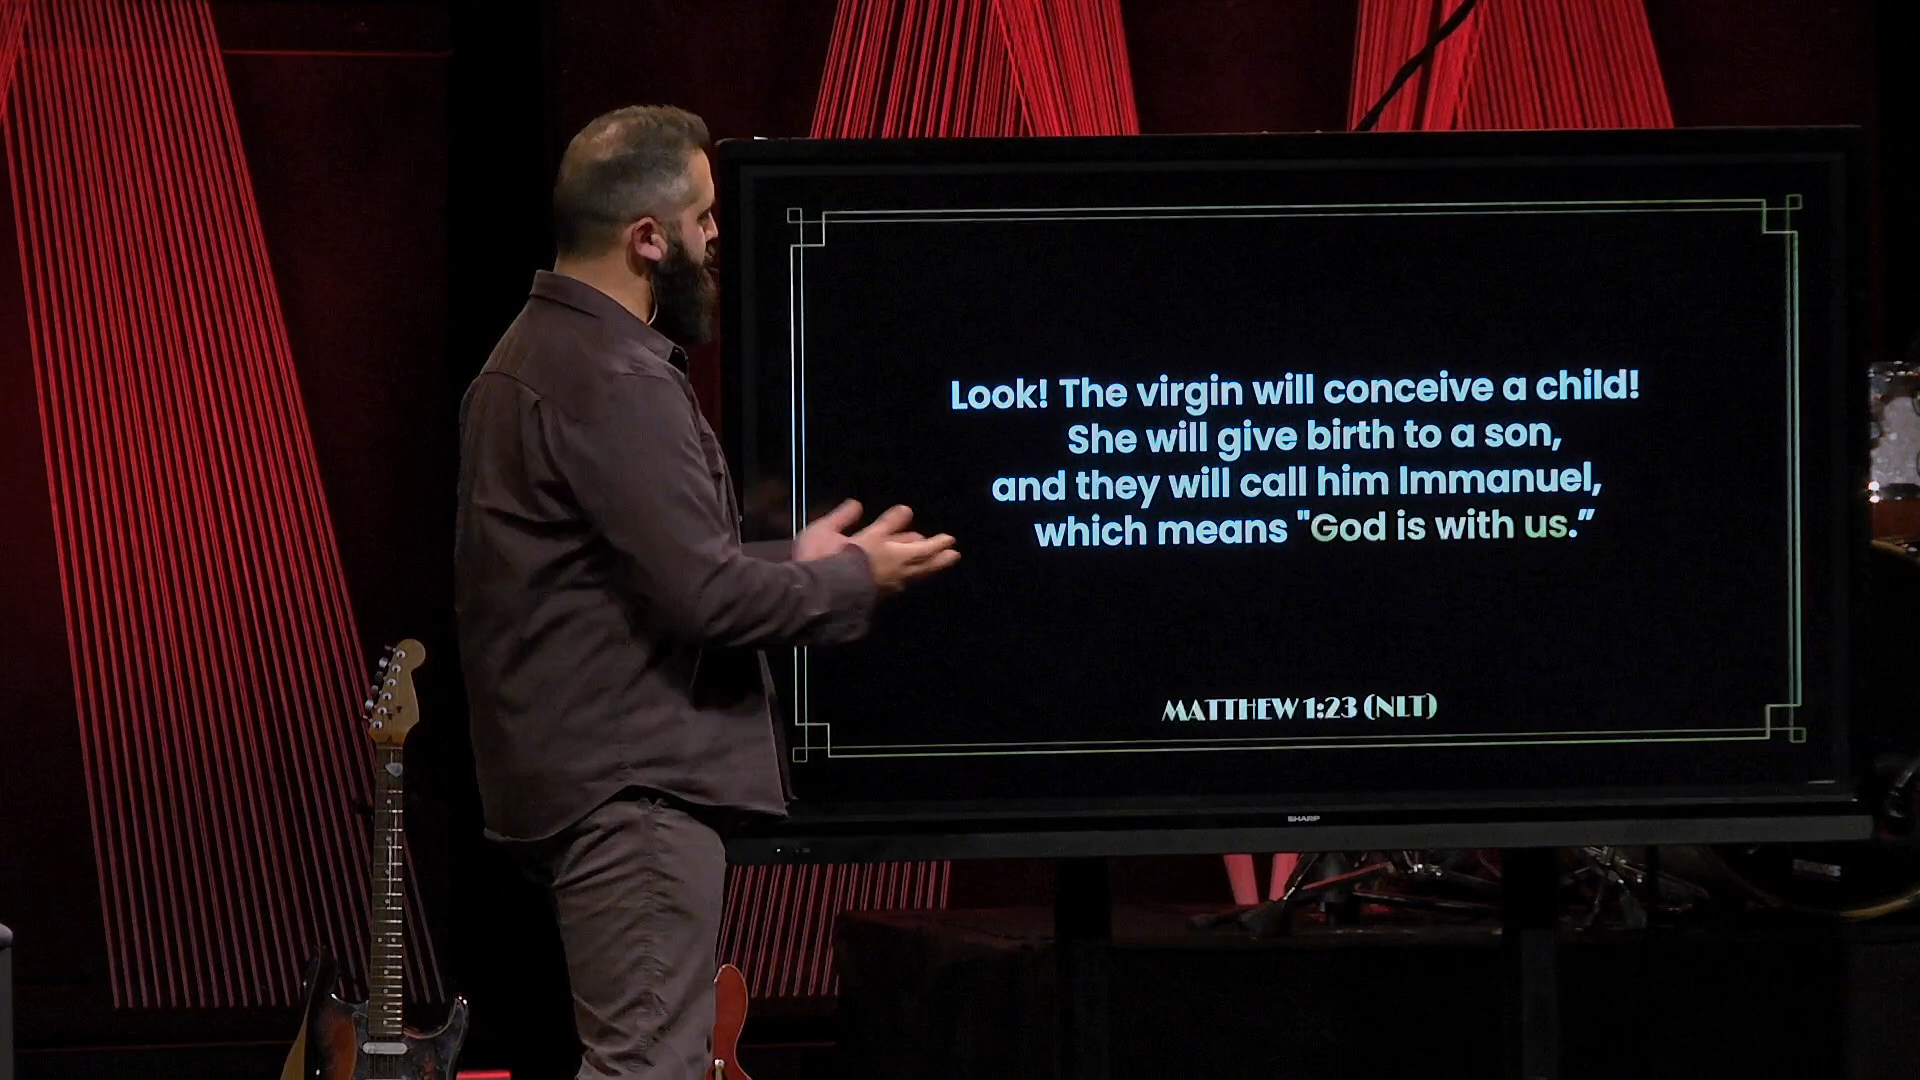 Look! The virgin will conceive a child!
She will give birth to a son,
and they will call him Immanuel,
which means "God is with us.”
MATTHEW 1:23 (NLT)
SHARP